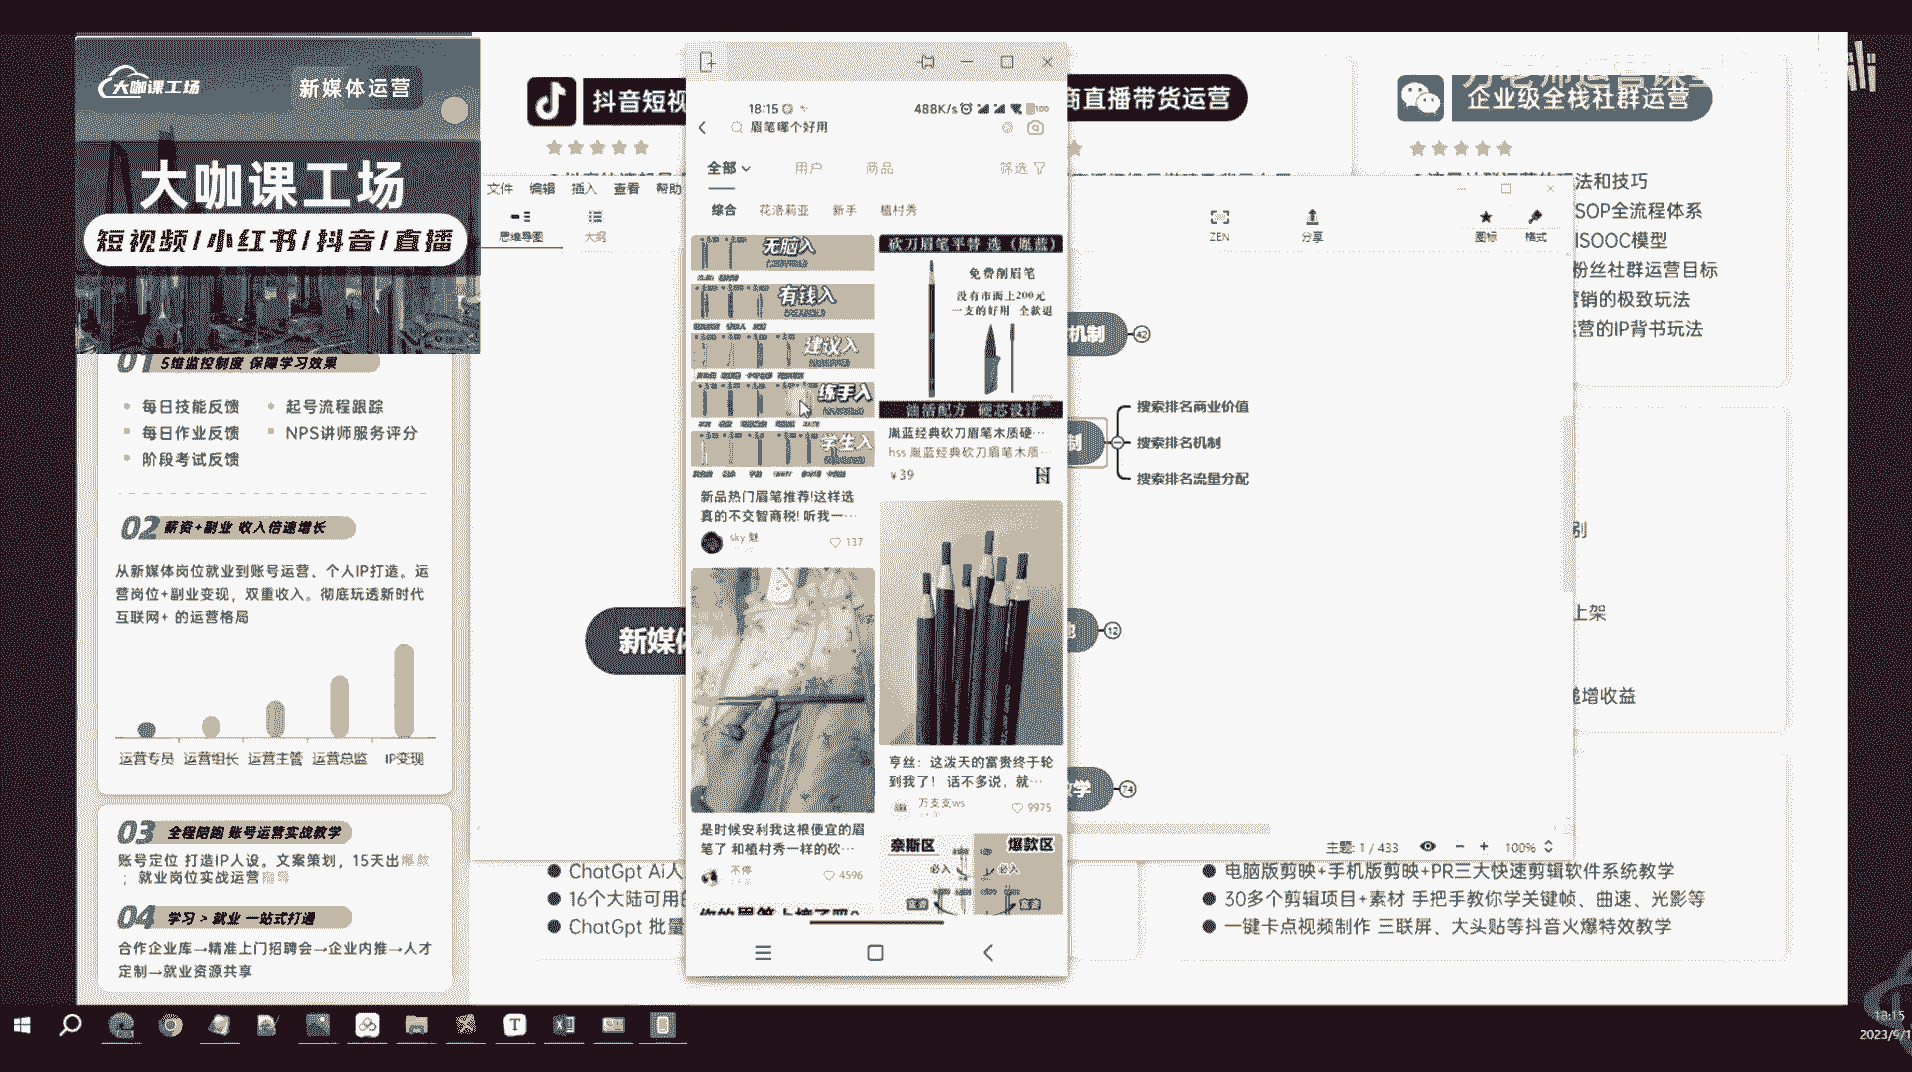 大咖课工场
新媒体运营
大咖课工场
短视频/小红书/抖音/直播
01 5维监控制度 保障学习效果
每日技能反馈
起号流程跟踪
每日作业反馈
NPS讲师服务评分
阶段考试反馈
02 薪资+副业 收入倍速增长
从新媒体岗位就业到账号运营、个人IP打造。运
营岗位+副业变现，双重收入。彻底玩透新时代
互联网+ 的运营格局
运营专员 运营组长 运营主管 运营总监 IP变现
03 全程陪跑 账号运营实战教学
账号定位 打造IP人设，文案策划，15天出爆款
；就业岗位实战运营指导
04 学习 > 就业 一站式打通
合作企业库→精准上门招聘会→企业内推→人才
定制→就业资源共享
抖音短视
商直播带货运营
企业级全栈社群运营
法和技巧
SOP全流程体系
ISOOC模型
粉丝社群运营目标
营销的极致玩法
运营的IP背书玩法
文件 编辑 插入 查看 帮助
思维导图
大纲
ZEN
分享
图标
格式
机制
42
制
搜索排名商业价值
搜索排名机制
搜索排名流量分配
新媒体
12
学
74
别
上架
递增收益
主题: 1 / 433
100%
18:15
488K/s
100
眉笔哪个好用
全部
用户
商品
筛选
综合
花洛莉亚
新手
植村秀
无脑入
有钱入
建议入
练手入
学生入
新品热门眉笔推荐!这样选
真的不交智商税! 听我一…
sky 魅
137
砍刀眉笔平替 选（胤蓝）
免费削眉笔
没有市面上200元
一支的好用 全款退
油活配方 硬芯设计
胤蓝经典砍刀眉笔木质硬…
hss 胤蓝经典砍刀眉笔木质…
¥39
亨丝：这泼天的富贵终于轮
到我了！ 话不多说，就…
万支支ws
9975
是时候安利我这根便宜的眉
笔了 和植村秀一样的砍…
不停
4596
奈斯区
爆款区
必入
必入
ChatGpt Ai人
16个大陆可用的
ChatGpt 批量
电脑版剪映+手机版剪映+PR三大快速剪辑软件系统教学
30多个剪辑项目+素材 手把手教你学关键帧、曲速、光影等
一键卡点视频制作 三联屏、大头贴等抖音火爆特效教学
18:15
2023/9/1